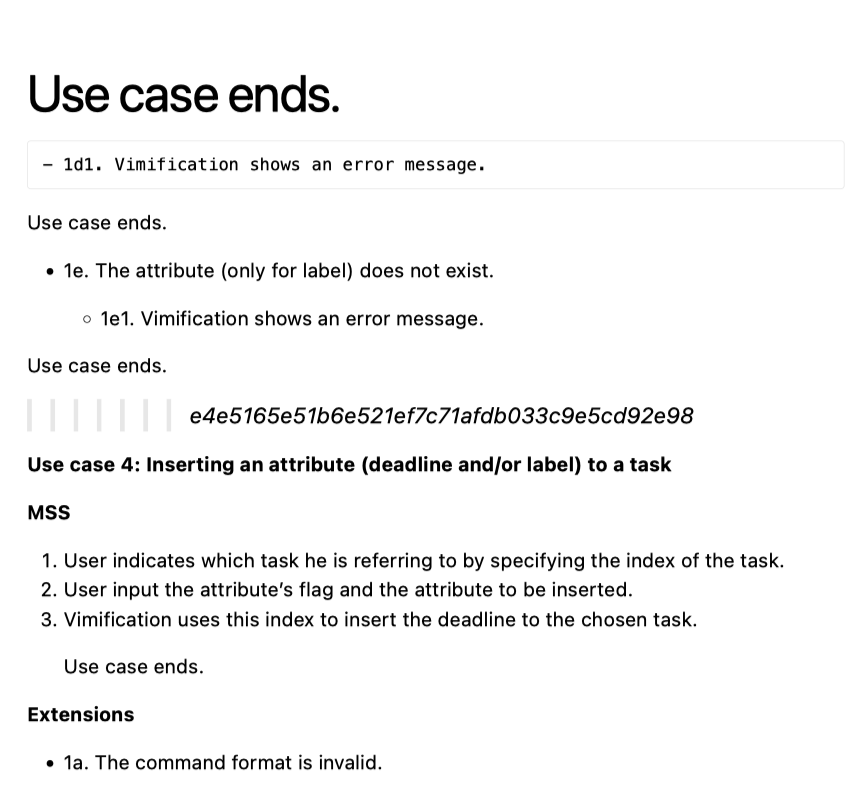 Use case ends.
- 1d1. Vimification shows an error message.
Use case ends.
• 1e. The attribute (only for label) does not exist.
◦ 1e1. Vimification shows an error message.
Use case ends.
e4e5165e51b6e521ef7c71afdb033c9e5cd92e98
Use case 4: Inserting an attribute (deadline and/or label) to a task
MSS
1. User indicates which task he is referring to by specifying the index of the task.
2. User input the attribute’s flag and the attribute to be inserted.
3. Vimification uses this index to insert the deadline to the chosen task.
Use case ends.
Extensions
• 1a. The command format is invalid.